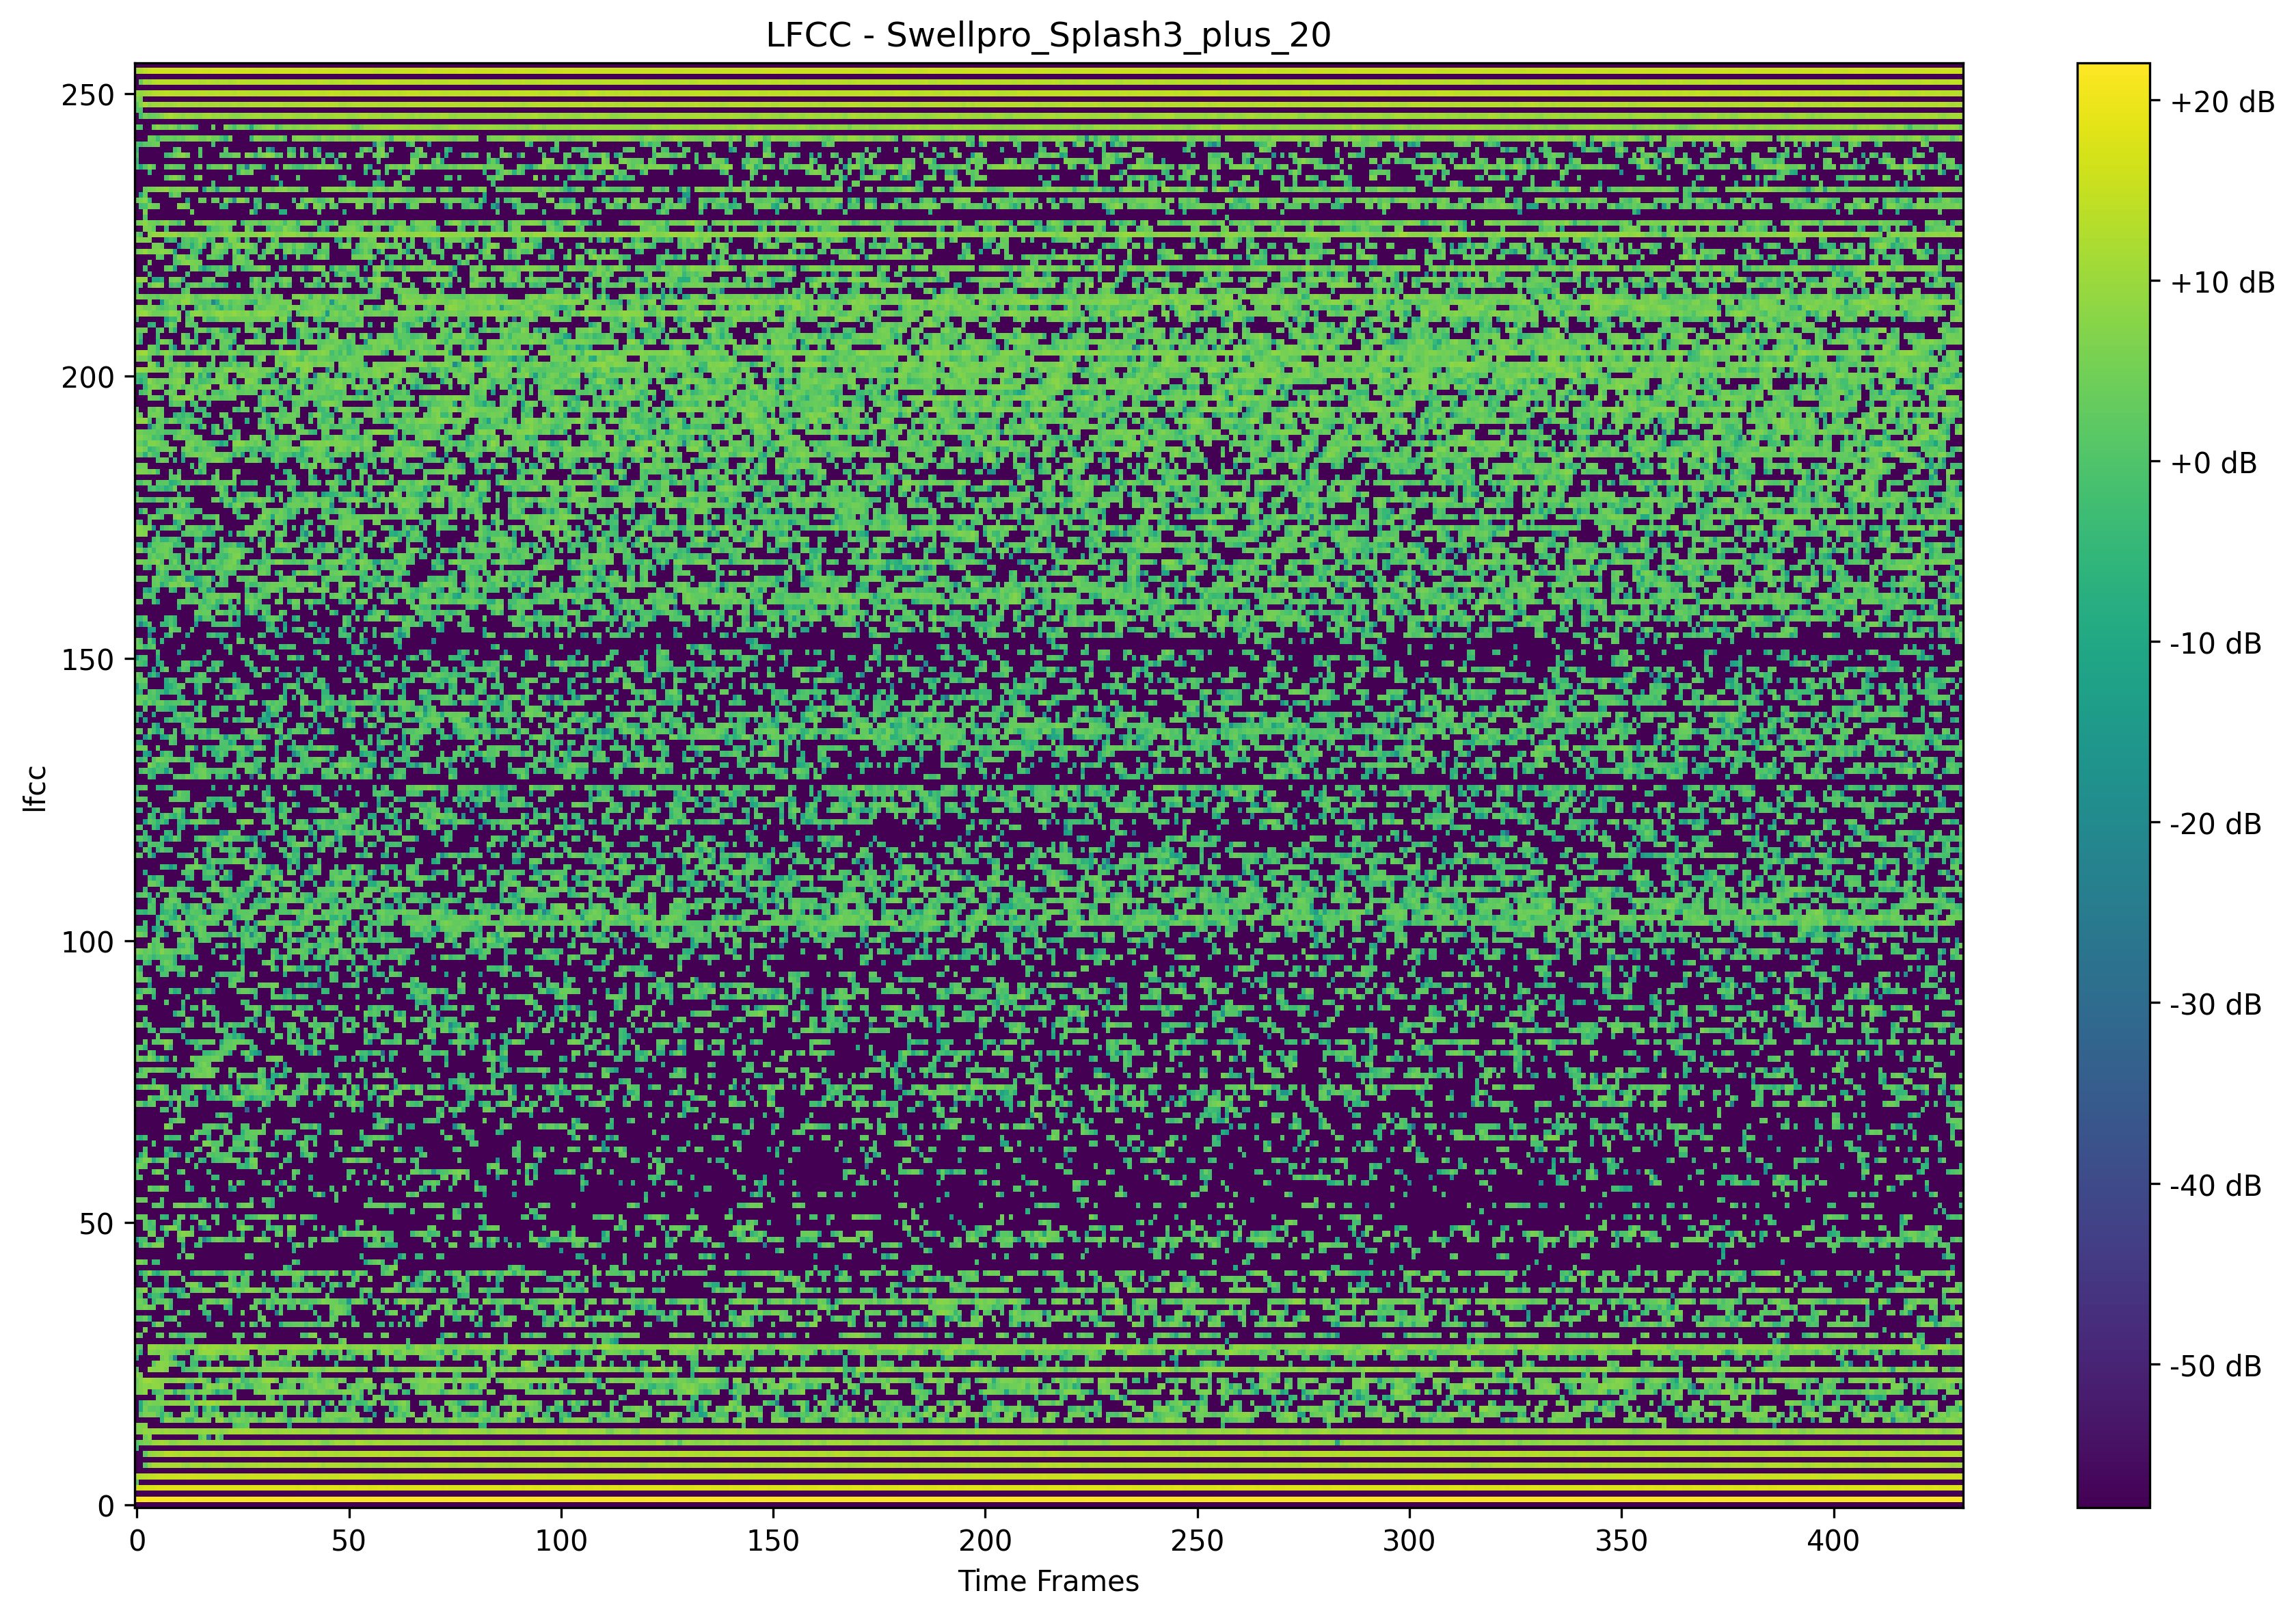 LFCC - Swellpro_Splash3_plus_20
250
200
150
100
50
0
lfcc
0 50 100 150 200 250 300 350 400
Time Frames
+20 dB
+10 dB
+0 dB
-10 dB
-20 dB
-30 dB
-40 dB
-50 dB